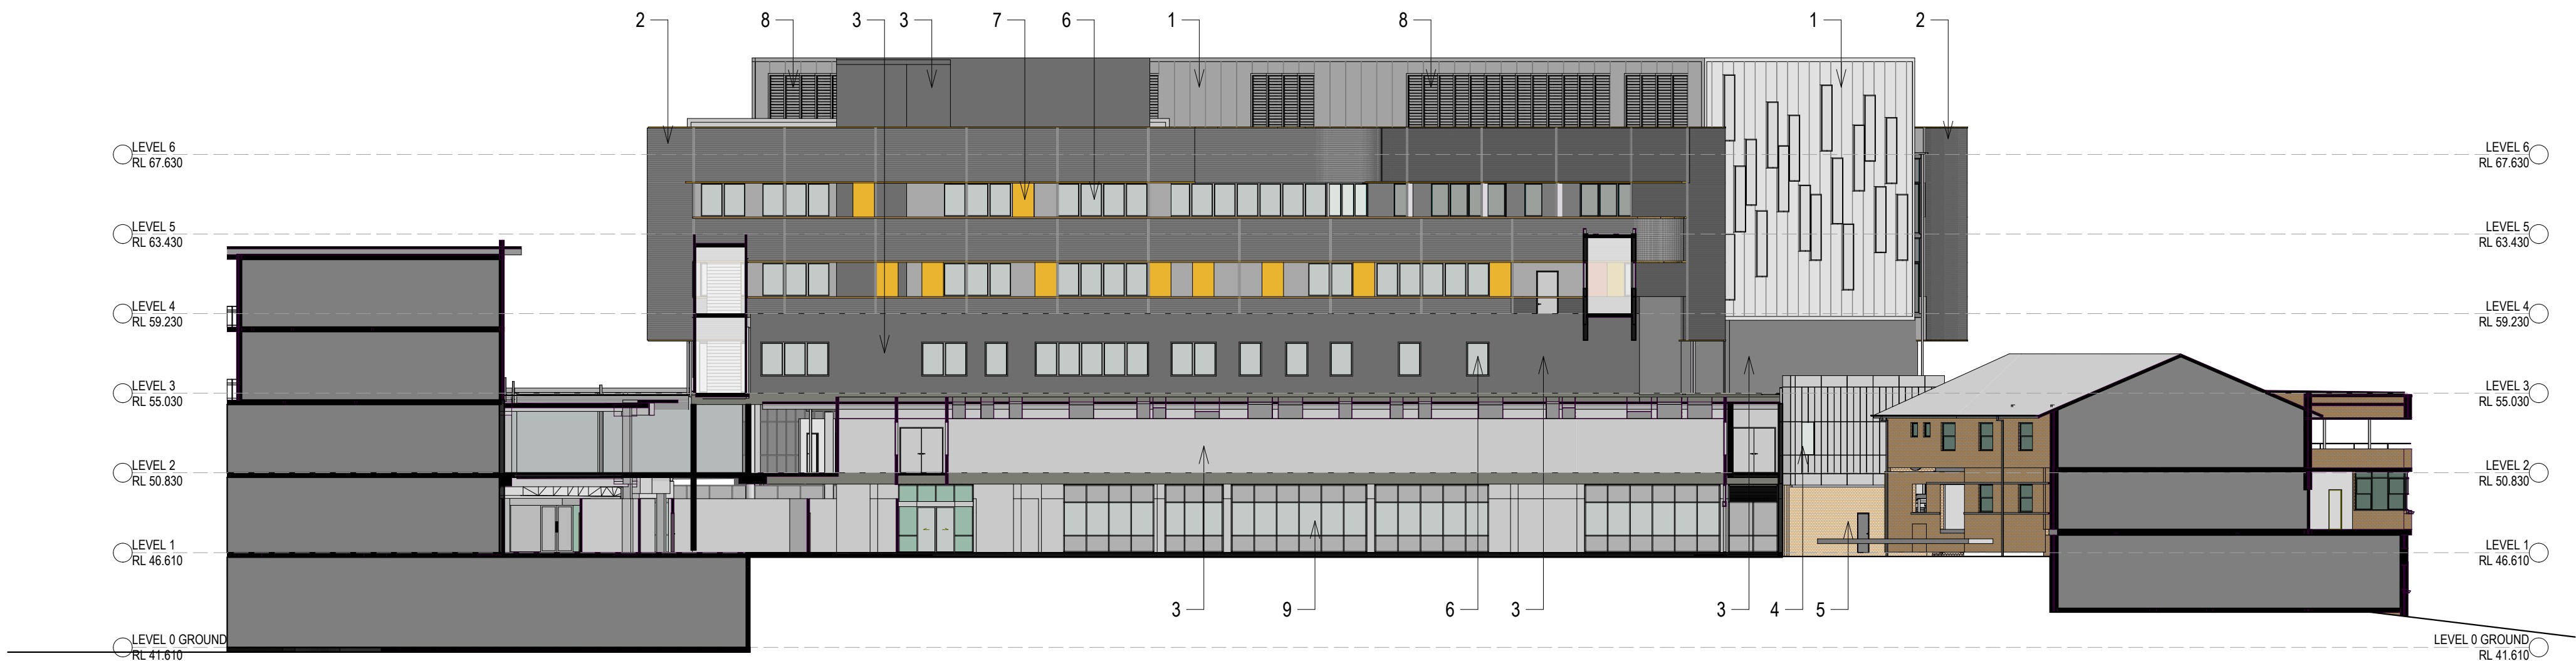 2 8 3 3 7 6 1 8 1 2
LEVEL 6
RL 67.630
LEVEL 6
RL 67.630
LEVEL 5
RL 63.430
LEVEL 5
RL 63.430
LEVEL 4
RL 59.230
LEVEL 4
RL 59.230
LEVEL 3
RL 55.030
LEVEL 3
RL 55.030
LEVEL 2
RL 50.830
LEVEL 2
RL 50.830
LEVEL 1
RL 46.610
LEVEL 1
RL 46.610
3 9 6 3 3 4 5
LEVEL 0 GROUND
RL 41.610
LEVEL 0 GROUND
RL 41.610